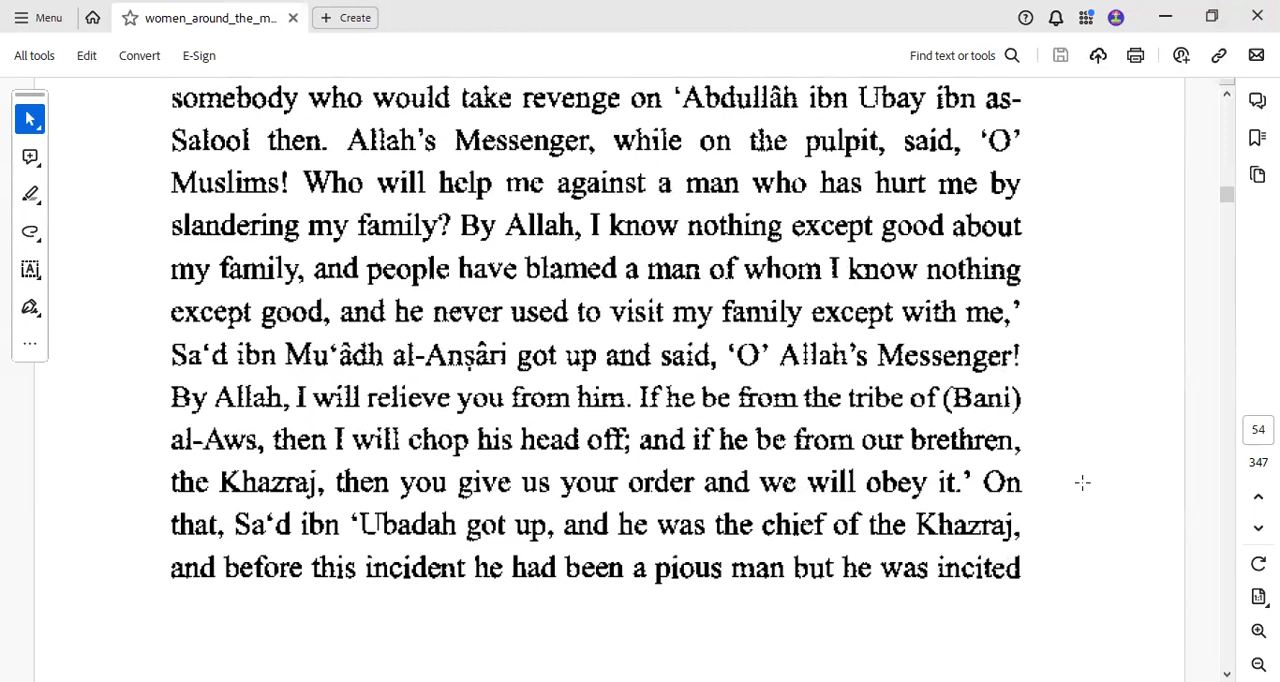 Menu
women_around_the_m...
Create
All tools
Edit
Convert
E-Sign
Find text or tools
somebody who would take revenge on ‘Abdullâh ibn Ubay ibn as-
Salool then. Allah’s Messenger, while on the pulpit, said, ‘O’
Muslims! Who will help me against a man who has hurt me by
slandering my family? By Allah, I know nothing except good about
my family, and people have blamed a man of whom I know nothing
except good, and he never used to visit my family except with me,’
Sa‘d ibn Mu‘âdh al-Anṣâri got up and said, ‘O’ Allah’s Messenger!
By Allah, I will relieve you from him. If he be from the tribe of (Bani)
al-Aws, then I will chop his head off; and if he be from our brethren,
the Khazraj, then you give us your order and we will obey it.’ On
that, Sa‘d ibn ‘Ubadah got up, and he was the chief of the Khazraj,
and before this incident he had been a pious man but he was incited
54
347